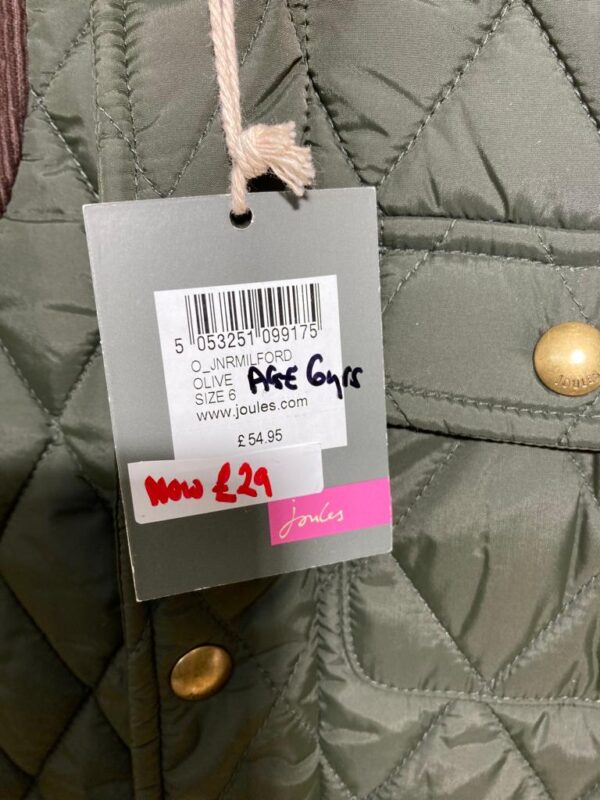 5 053251 099175
O_JNRMILFORD
OLIVE AGE 6yrs
SIZE 6
www.joules.com
£54.95
Now £29
joules
Joules